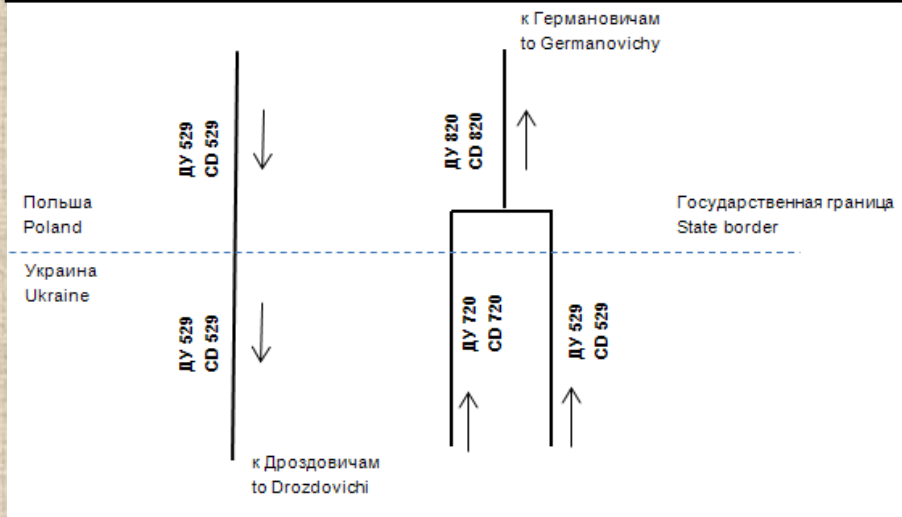 к Германовичам
to Germanovichy
ДУ 529
CD 529
ДУ 820
CD 820
Польша
Poland
Государственная граница
State border
Украина
Ukraine
ДУ 529
CD 529
ДУ 720
CD 720
ДУ 529
CD 529
к Дроздовичам
to Drozdovichi